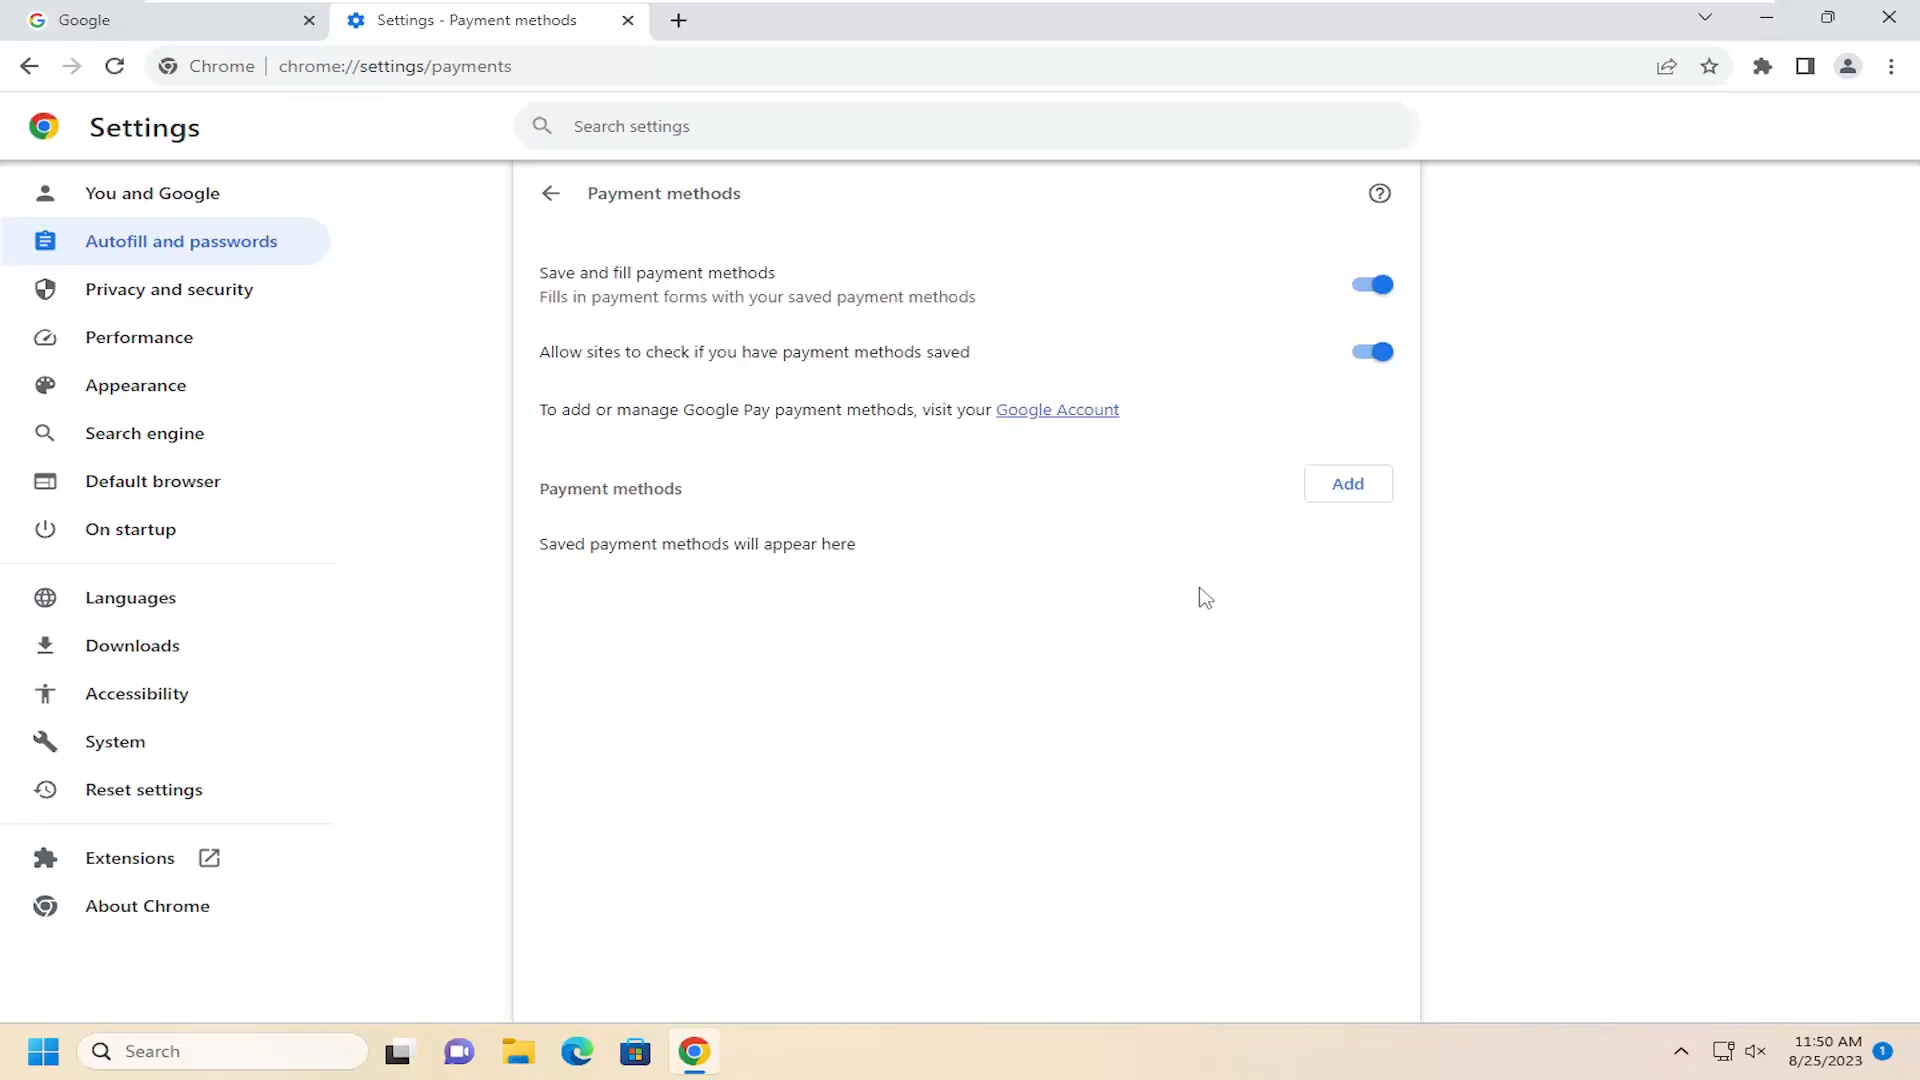 Google
Settings - Payment methods
Chrome
chrome://settings/payments
Settings
Search settings
You and Google
Autofill and passwords
Privacy and security
Performance
Appearance
Search engine
Default browser
On startup
Languages
Downloads
Accessibility
System
Reset settings
Extensions
About Chrome
Payment methods
Save and fill payment methods
Fills in payment forms with your saved payment methods
Allow sites to check if you have payment methods saved
To add or manage Google Pay payment methods, visit your Google Account
Payment methods
Add
Saved payment methods will appear here
Search
11:50 AM
8/25/2023
1